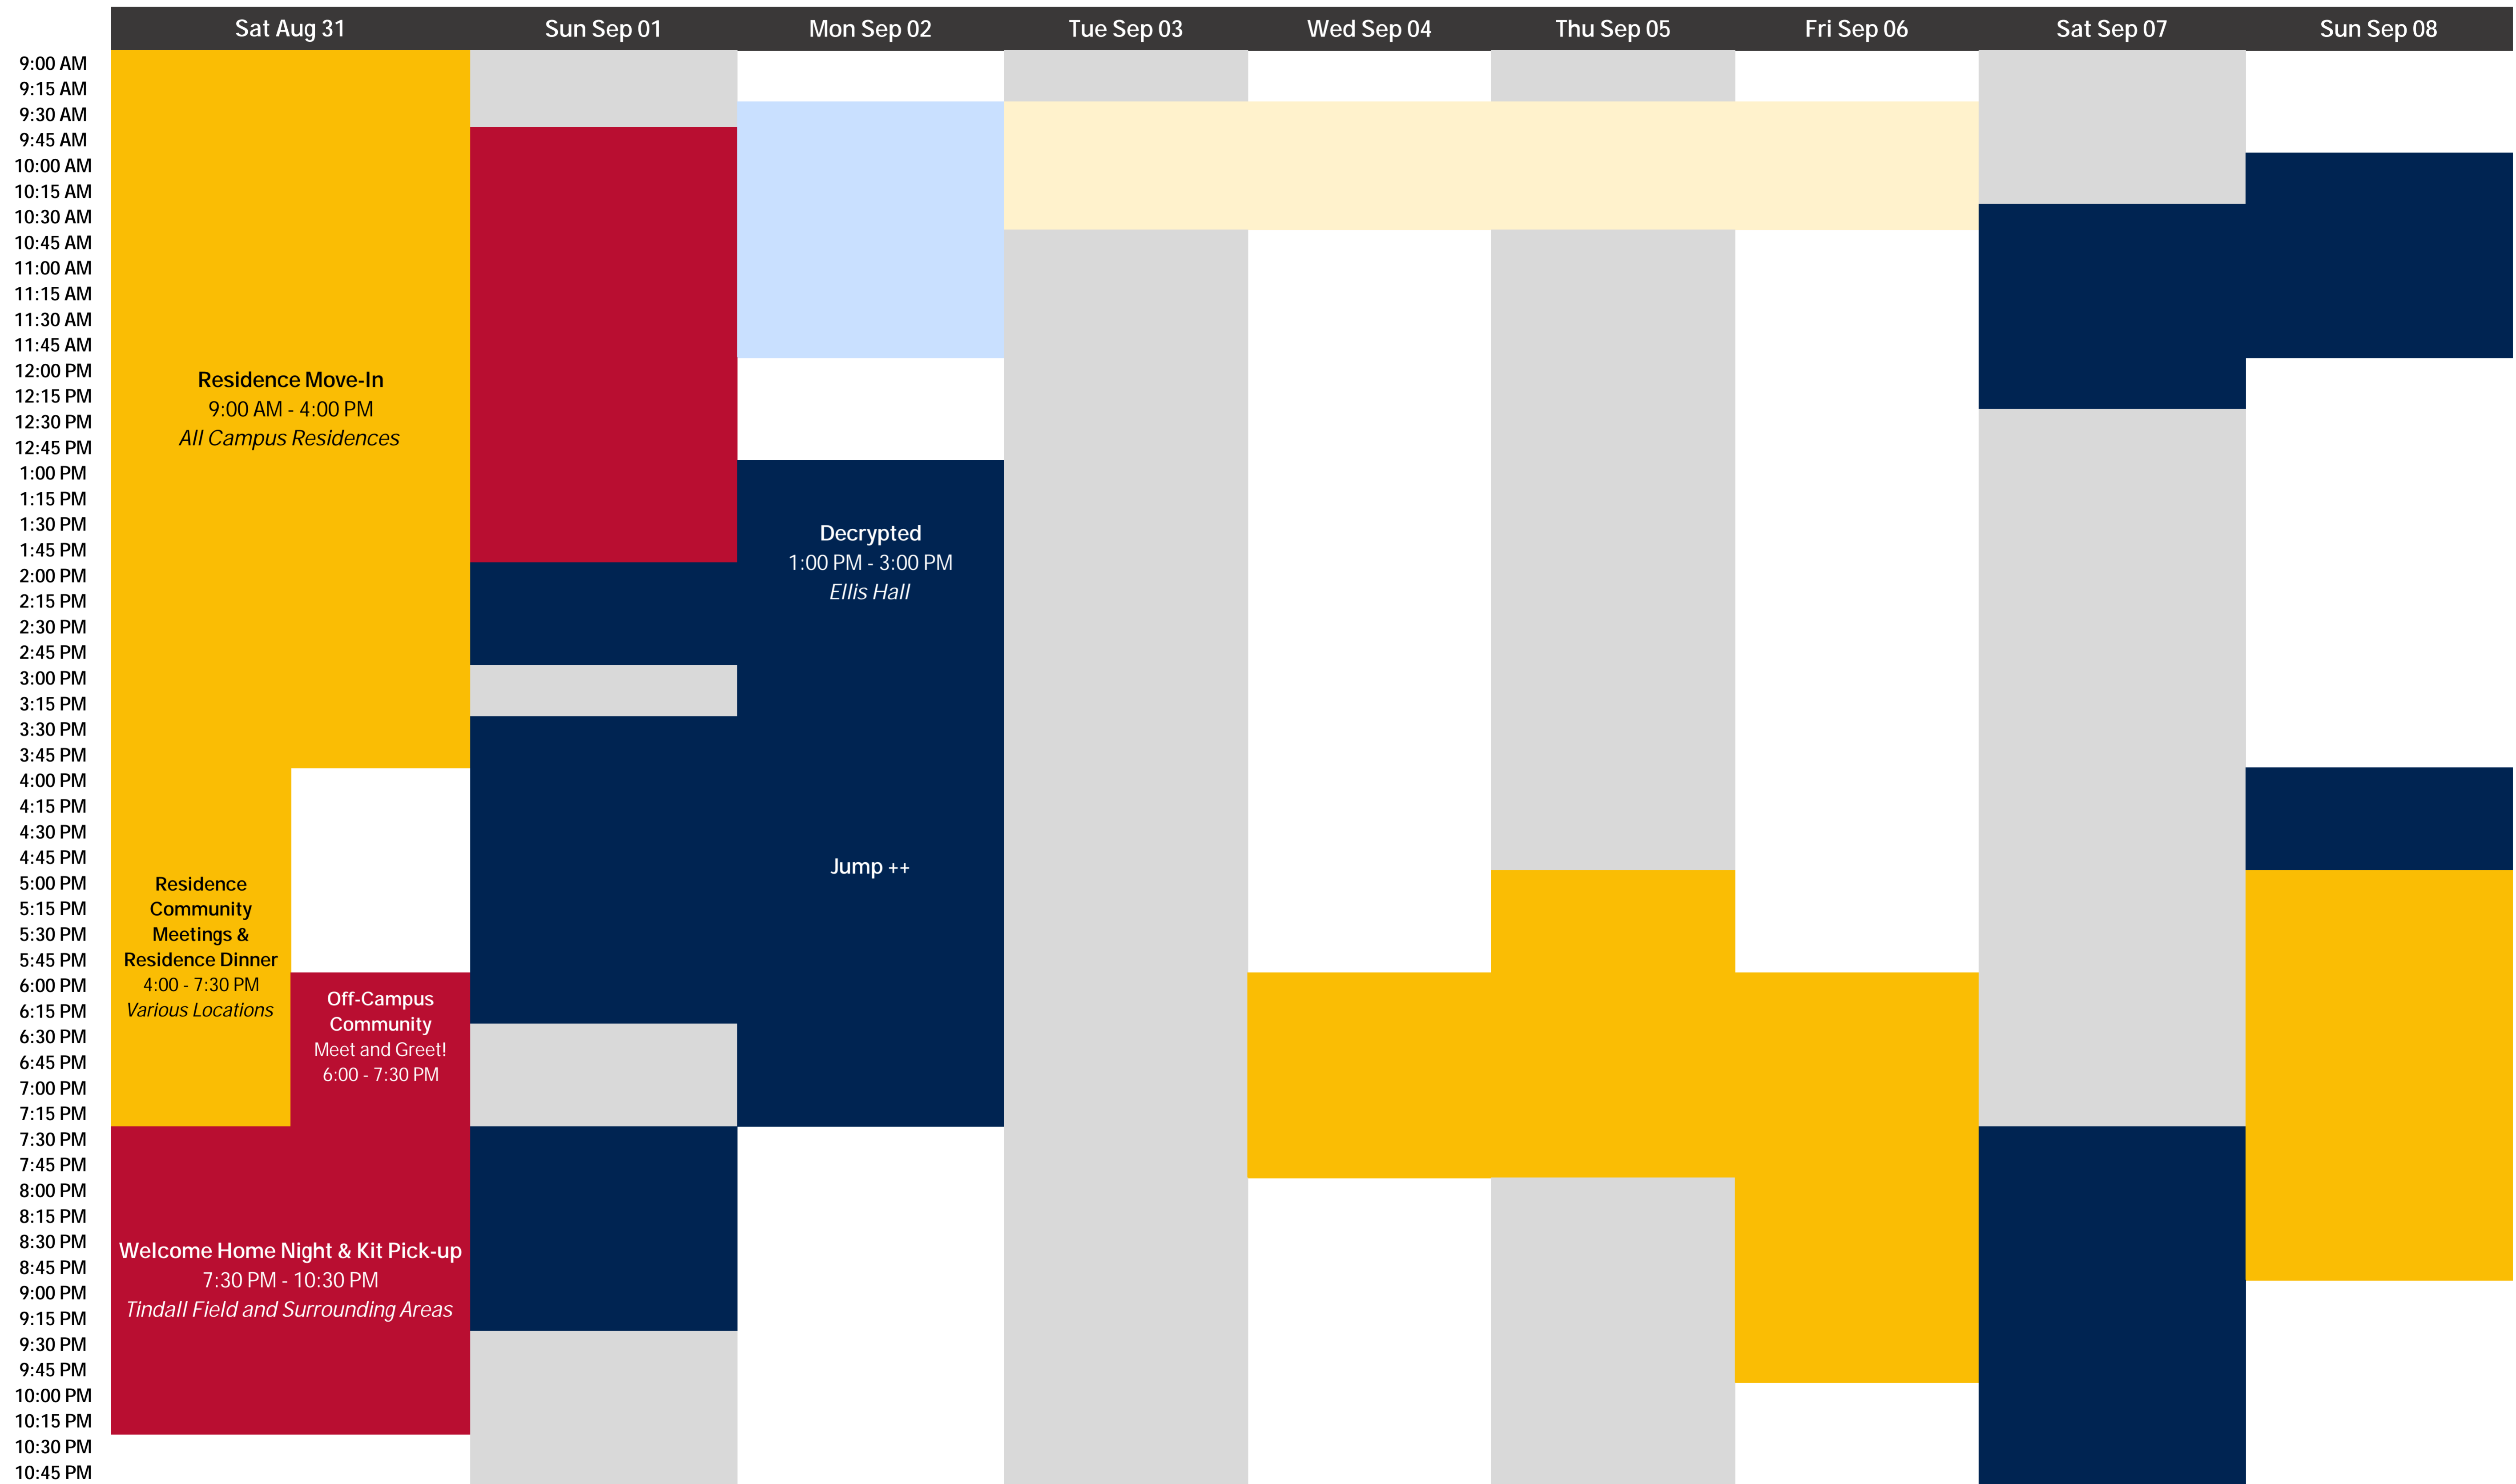 Sat Aug 31 Sun Sep 01 Mon Sep 02 Tue Sep 03 Wed Sep 04 Thu Sep 05 Fri Sep 06 Sat Sep 07 Sun Sep 08
9:00 AM
9:15 AM
9:30 AM
9:45 AM
10:00 AM
10:15 AM
10:30 AM
10:45 AM
11:00 AM
11:15 AM
11:30 AM
11:45 AM
12:00 PM
12:15 PM
12:30 PM
12:45 PM
1:00 PM
1:15 PM
1:30 PM
1:45 PM
2:00 PM
2:15 PM
2:30 PM
2:45 PM
3:00 PM
3:15 PM
3:30 PM
3:45 PM
4:00 PM
4:15 PM
4:30 PM
4:45 PM
5:00 PM
5:15 PM
5:30 PM
5:45 PM
6:00 PM
6:15 PM
6:30 PM
6:45 PM
7:00 PM
7:15 PM
7:30 PM
7:45 PM
8:00 PM
8:15 PM
8:30 PM
8:45 PM
9:00 PM
9:15 PM
9:30 PM
9:45 PM
10:00 PM
10:15 PM
10:30 PM
10:45 PM
Residence Move-In
9:00 AM - 4:00 PM
All Campus Residences
Residence
Community
Meetings &
Residence Dinner
4:00 - 7:30 PM
Various Locations
Off-Campus
Community
Meet and Greet!
6:00 - 7:30 PM
Welcome Home Night & Kit Pick-up
7:30 PM - 10:30 PM
Tindall Field and Surrounding Areas
Decrypted
1:00 PM - 3:00 PM
Ellis Hall
Jump ++